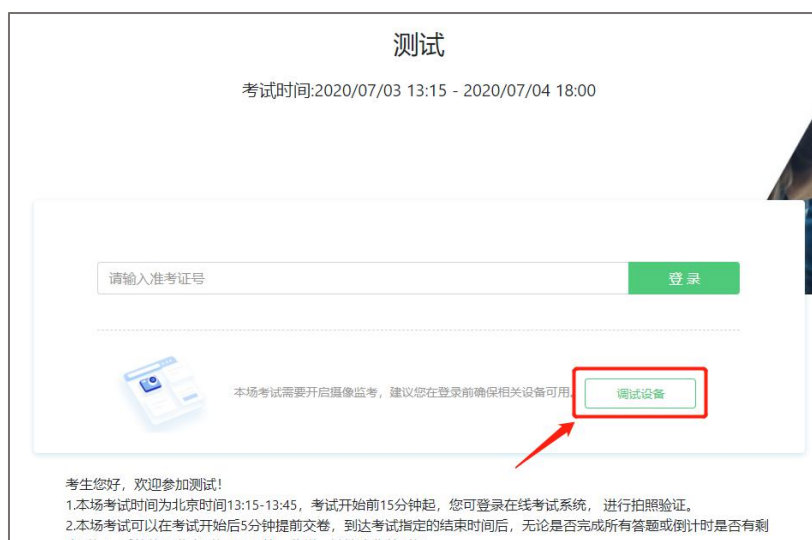 测试
考试时间:2020/07/03 13:15 - 2020/07/04 18:00
请输入准考证号
登录
本场考试需要开启摄像监考，建议您在登录前确保相关设备可用。
调试设备
考生您好，欢迎参加测试！
1.本场考试时间为北京时间13:15-13:45，考试开始前15分钟起，您可登录在线考试系统， 进行拍照验证。
2.本场考试可以在考试开始后5分钟提前交卷，到达考试指定的结束时间后，无论是否完成所有答题或倒计时是否有剩